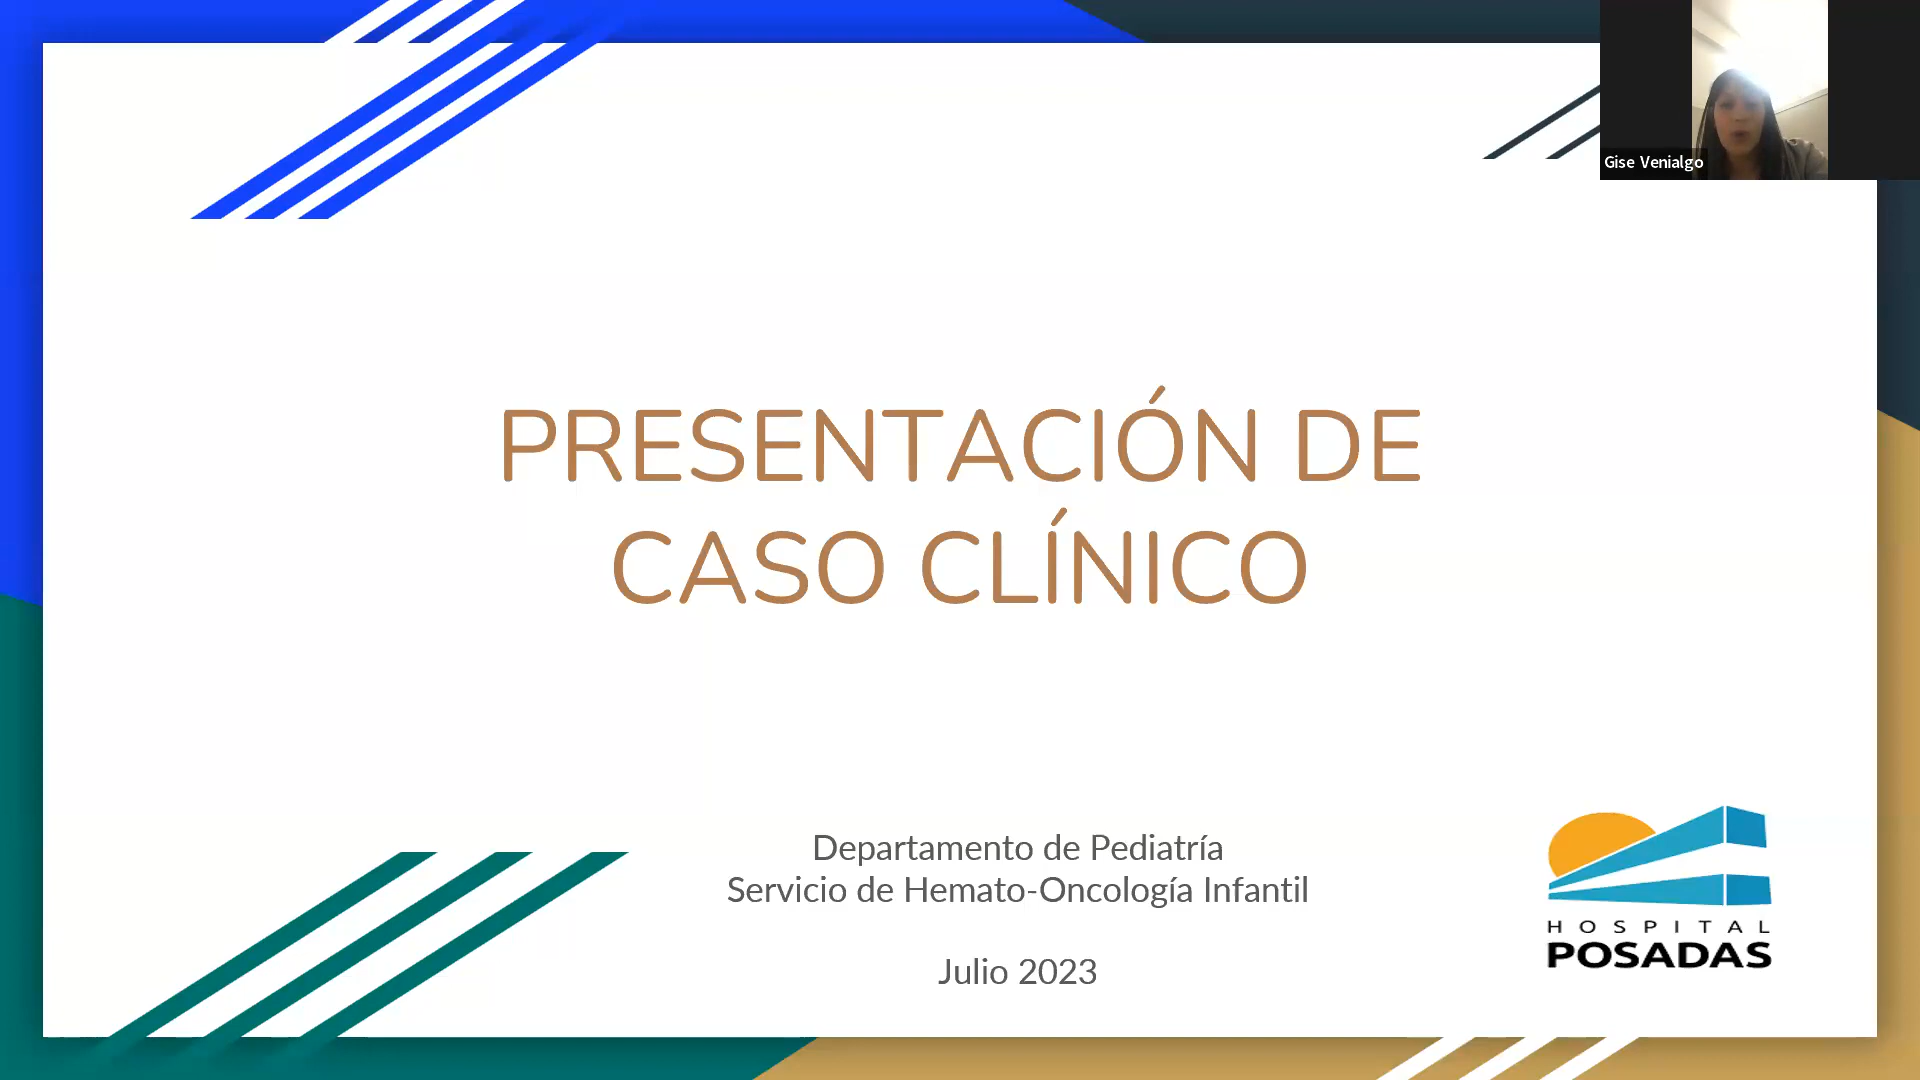 PRESENTACIÓN DE
CASO CLÍNICO
Departamento de Pediatría
Servicio de Hemato-Oncología Infantil
Julio 2023
HOSPITAL
POSADAS
Gise Venialgo